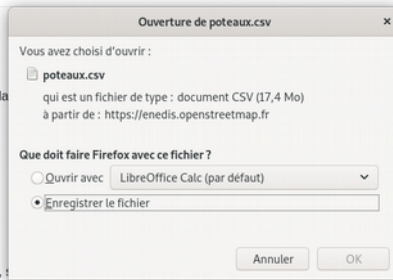 Ouverture de poteaux.csv
Vous avez choisi d'ouvrir :
poteaux.csv
qui est un fichier de type : document CSV (17,4 Mo)
à partir de : https://enedis.openstreetmap.fr
Que doit faire Firefox avec ce fichier ?
Ouvrir avec LibreOffice Calc (par défaut)
Enregistrer le fichier
Annuler OK